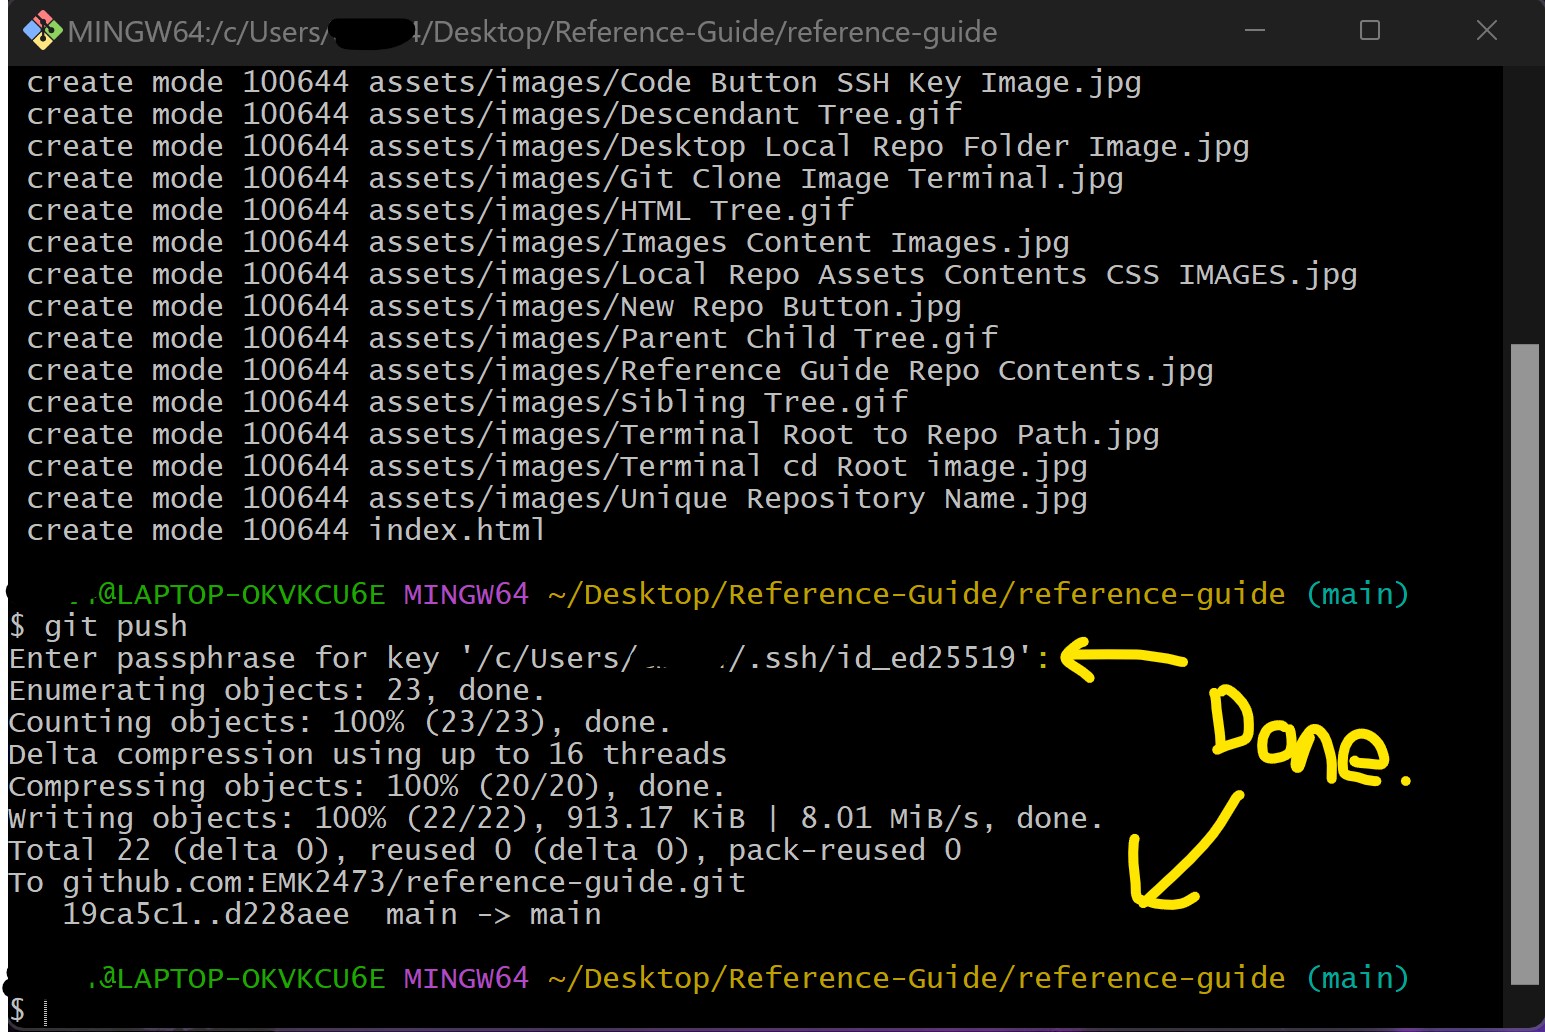 MINGW64:/c/Users/ 4/Desktop/Reference-Guide/reference-guide
create mode 100644 assets/images/Code Button SSH Key Image.jpg
create mode 100644 assets/images/Descendant Tree.gif
create mode 100644 assets/images/Desktop Local Repo Folder Image.jpg
create mode 100644 assets/images/Git Clone Image Terminal.jpg
create mode 100644 assets/images/HTML Tree.gif
create mode 100644 assets/images/Images Content Images.jpg
create mode 100644 assets/images/Local Repo Assets Contents CSS IMAGES.jpg
create mode 100644 assets/images/New Repo Button.jpg
create mode 100644 assets/images/Parent Child Tree.gif
create mode 100644 assets/images/Reference Guide Repo Contents.jpg
create mode 100644 assets/images/Sibling Tree.gif
create mode 100644 assets/images/Terminal Root to Repo Path.jpg
create mode 100644 assets/images/Terminal cd Root image.jpg
create mode 100644 assets/images/Unique Repository Name.jpg
create mode 100644 index.html
@LAPTOP-OKVKCU6E MINGW64 ~/Desktop/Reference-Guide/reference-guide (main)
$ git push
Enter passphrase for key '/c/Users/ /.ssh/id_ed25519':
Enumerating objects: 23, done.
Counting objects: 100% (23/23), done.
Done.
Delta compression using up to 16 threads
Compressing objects: 100% (20/20), done.
Writing objects: 100% (22/22), 913.17 KiB | 8.01 MiB/s, done.
Total 22 (delta 0), reused 0 (delta 0), pack-reused 0
To github.com:EMK2473/reference-guide.git
19ca5c1..d228aee main -> main
@LAPTOP-OKVKCU6E MINGW64 ~/Desktop/Reference-Guide/reference-guide (main)
$